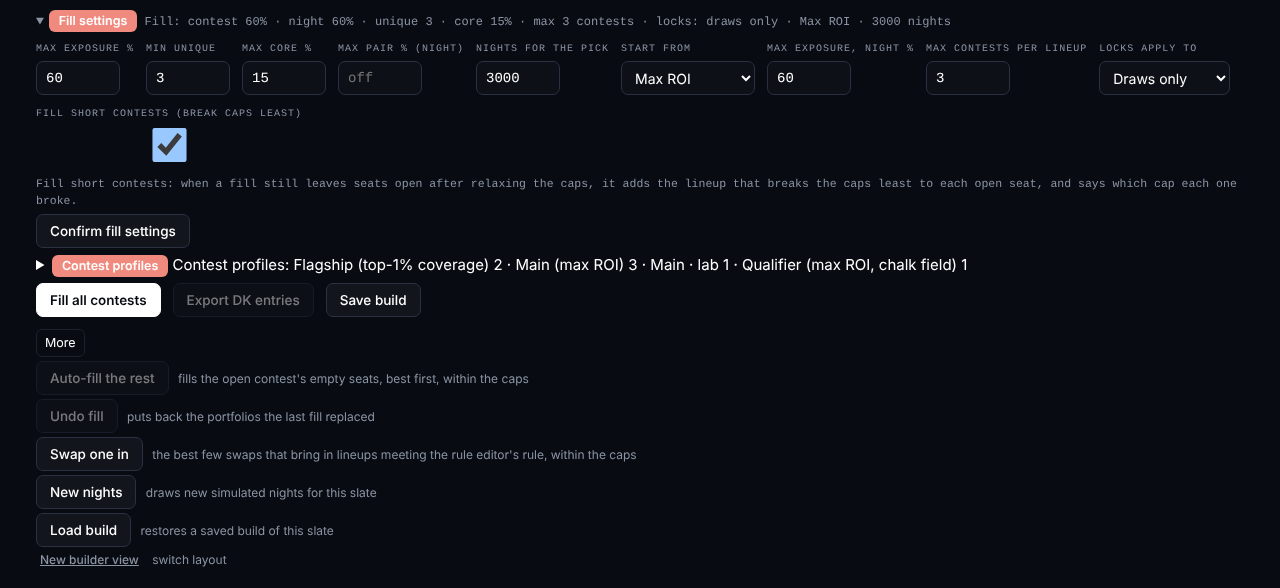 ▼ Fill settings Fill: contest 60% · night 60% · unique 3 · core 15% · max 3 contests · locks: draws only · Max ROI · 3000 nights
MAX EXPOSURE % MIN UNIQUE MAX CORE % MAX PAIR % (NIGHT) NIGHTS FOR THE PICK START FROM MAX EXPOSURE, NIGHT % MAX CONTESTS PER LINEUP LOCKS APPLY TO
60 3 15 off 3000 Max ROI 60 3 Draws only
FILL SHORT CONTESTS (BREAK CAPS LEAST)
Fill short contests: when a fill still leaves seats open after relaxing the caps, it adds the lineup that breaks the caps least to each open seat, and says which cap each one
broke.
Confirm fill settings
▶ Contest profiles Contest profiles: Flagship (top-1% coverage) 2 · Main (max ROI) 3 · Main · lab 1 · Qualifier (max ROI, chalk field) 1
Fill all contests Export DK entries Save build
More
Auto-fill the rest fills the open contest's empty seats, best first, within the caps
Undo fill puts back the portfolios the last fill replaced
Swap one in the best few swaps that bring in lineups meeting the rule editor's rule, within the caps
New nights draws new simulated nights for this slate
Load build restores a saved build of this slate
New builder view switch layout